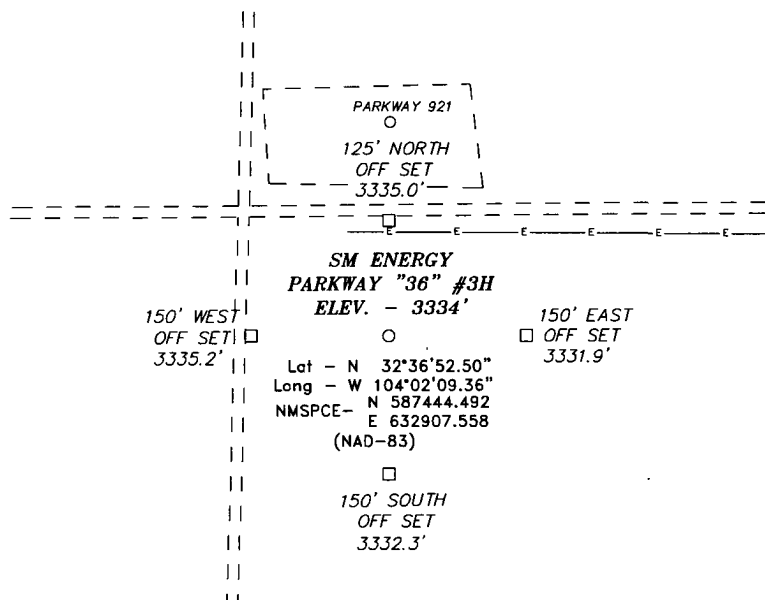 PARKWAY 921
125' NORTH
OFF SET
3335.0'
E E E E E E
SM ENERGY
PARKWAY "36" #3H
ELEV. - 3334'
150' WEST
OFF SET
3335.2'
150' EAST
OFF SET
3331.9'
Lat - N 32°36'52.50"
Long - W 104°02'09.36"
NMSPCE- N 587444.492
E 632907.558
(NAD-83)
150' SOUTH
OFF SET
3332.3'